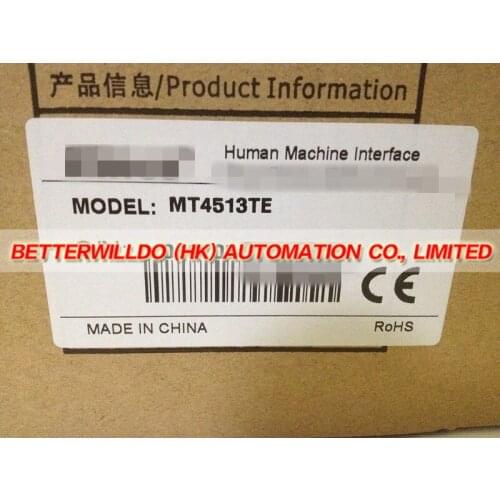 产品信息/Product Information
Human Machine Interface
MODEL: MT4513TE
BETTERWILLDO (HK) AUTOMATION CO., LIMITED
CE
MADE IN CHINA
RoHS